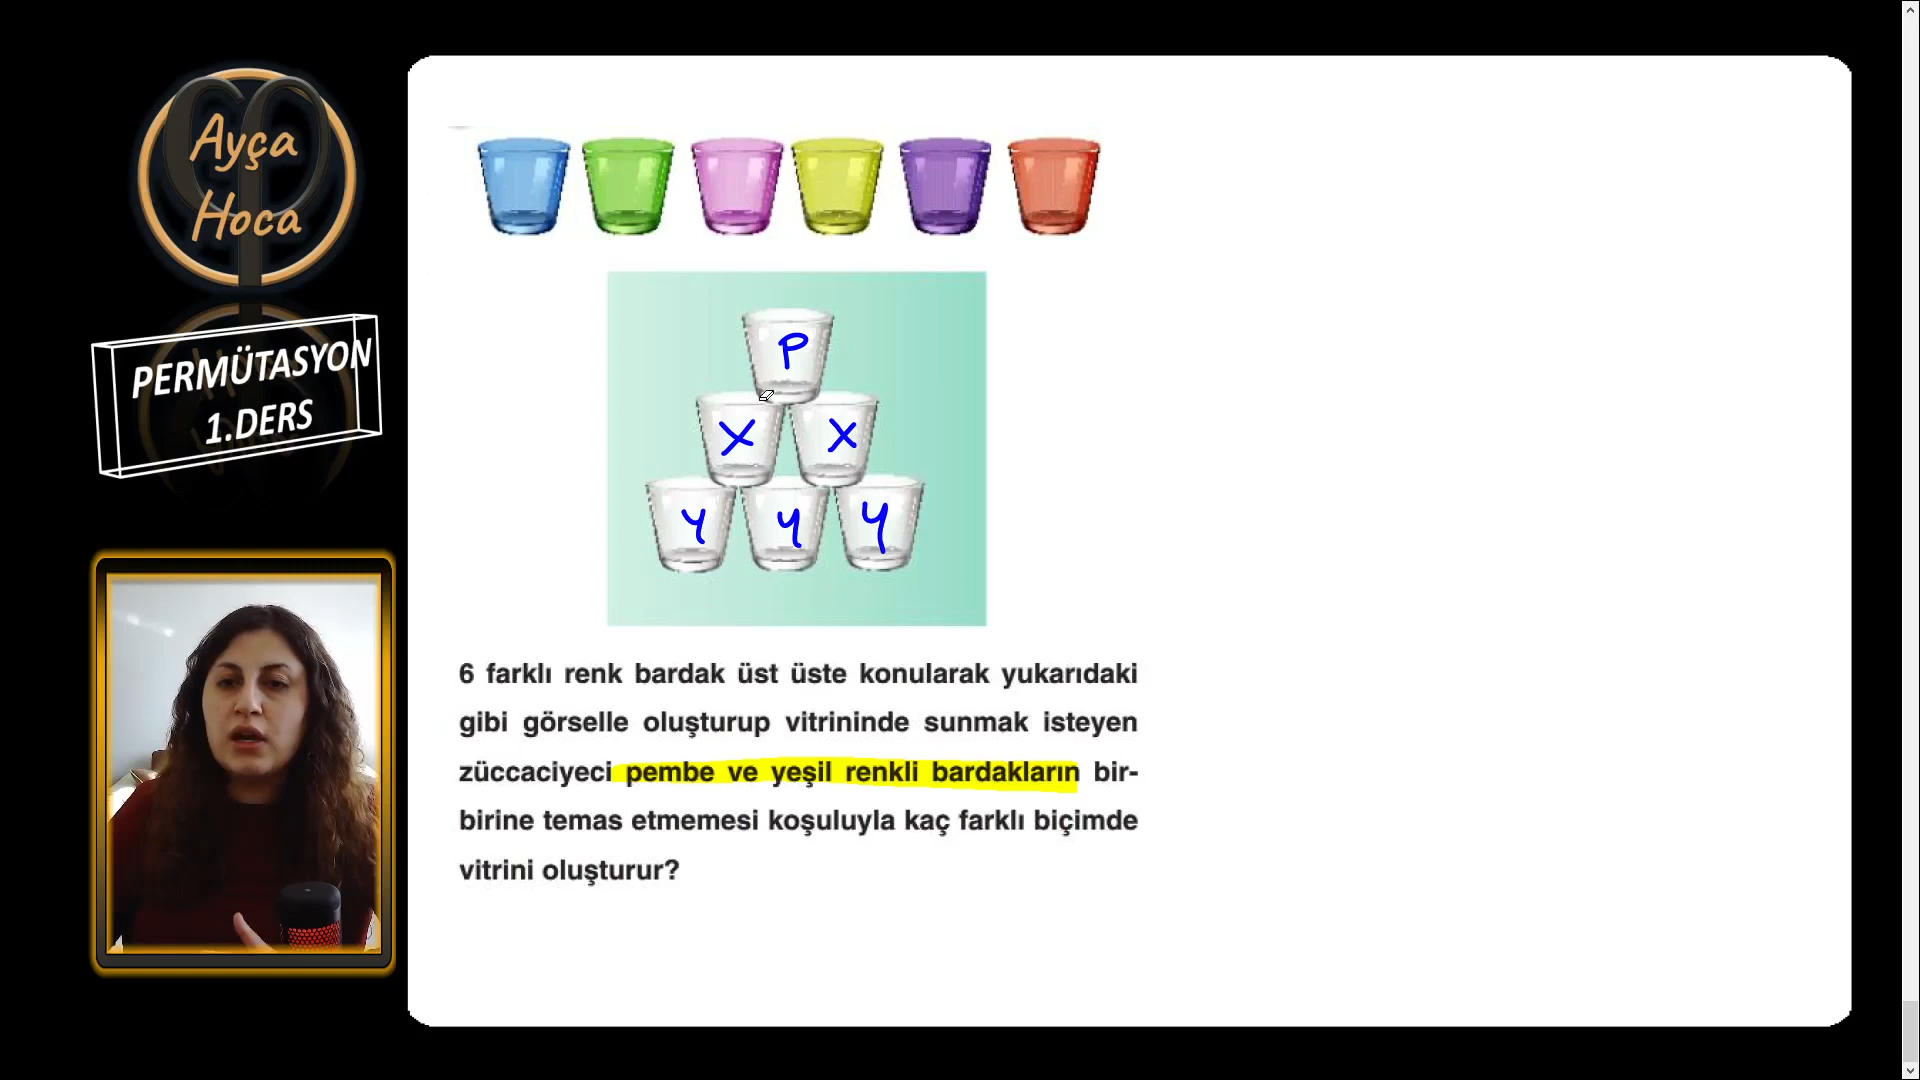 Ayça
Hoca
PERMÜTASYON
1.DERS
P
X X
Y Y Y
6 farklı renk bardak üst üste konularak yukarıdaki
gibi görselle oluşturup vitrininde sunmak isteyen
züccaciyeci pembe ve yeşil renkli bardakların bir-
birine temas etmemesi koşuluyla kaç farklı biçimde
vitrini oluşturur?